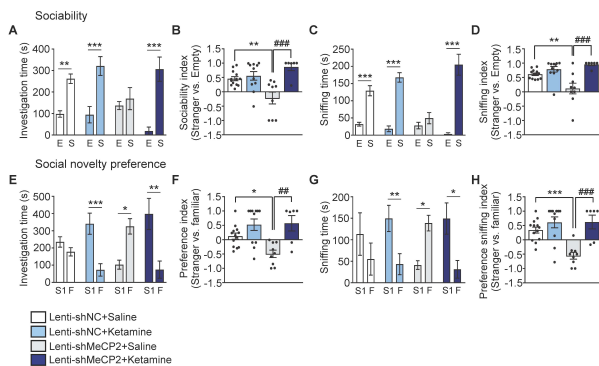 Sociability
A
Investigation time (s)
400
300
200
100
0
**
***
***
E S E S E S E S
B
Sociability index
(Stranger vs. Empty)
1.5
1.0
0.5
0
-0.5
-1.0
-1.5
**
###
C
Sniffing time (s)
250
200
150
100
50
0
***
***
***
E S E S E S E S
D
Sniffing index
(Stranger vs. Empty)
1.5
1.0
0.5
0
-0.5
-1.0
-1.5
**
###
Social novelty preference
E
Investigation time (s)
500
400
300
200
100
0
***
*
**
S1 F S1 F S1 F S1 F
F
Preference index
(Stranger vs. familiar)
1.5
1.0
0.5
0
-0.5
-1.0
-1.5
*
##
G
Sniffing time (s)
200
150
100
50
0
**
*
*
S1 F S1 F S1 F S1 F
H
Preference sniffing index
(Stranger vs. familiar)
1.5
1.0
0.5
0
-0.5
-1.0
-1.5
***
###
Lenti-shNC+Saline
Lenti-shNC+Ketamine
Lenti-shMeCP2+Saline
Lenti-shMeCP2+Ketamine